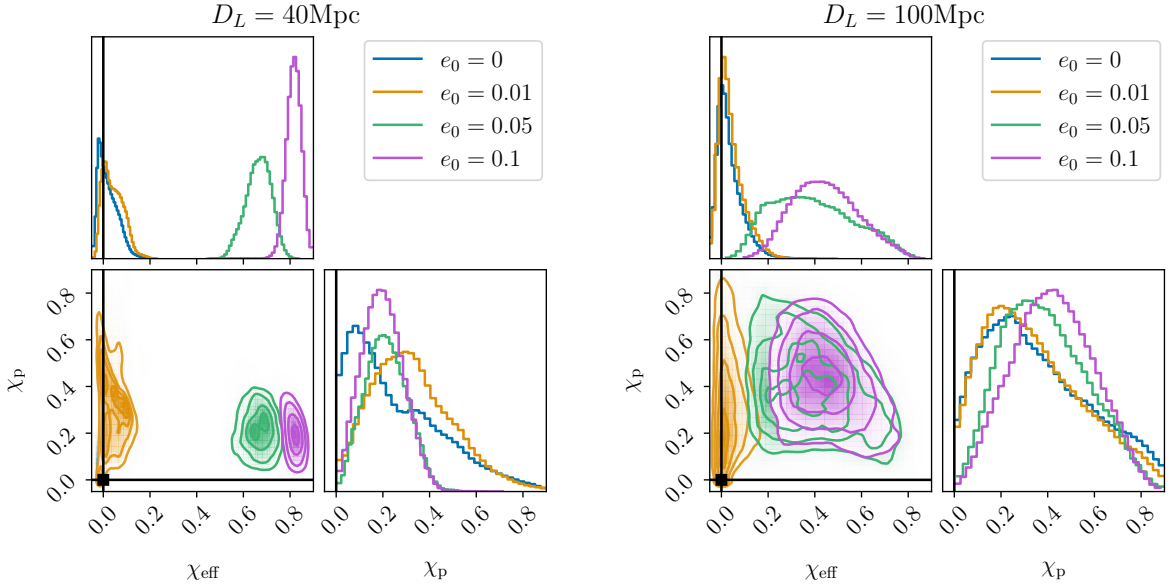 D_L = 40Mpc
e_0 = 0
e_0 = 0.01
e_0 = 0.05
e_0 = 0.1
χ_p
0.8
0.6
0.4
0.2
0.0
0.0 0.2 0.4 0.6 0.8
χ_eff
0.0 0.2 0.4 0.6 0.8
χ_p
D_L = 100Mpc
e_0 = 0
e_0 = 0.01
e_0 = 0.05
e_0 = 0.1
χ_p
0.8
0.6
0.4
0.2
0.0
0.0 0.2 0.4 0.6 0.8
χ_eff
0.0 0.2 0.4 0.6 0.8
χ_p